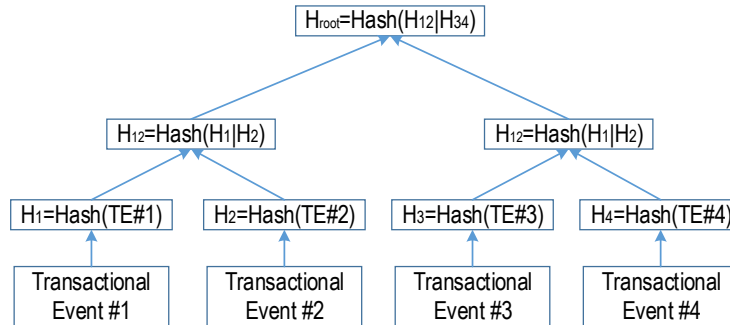 Hroot=Hash(H12|H34)
H12=Hash(H1|H2)
H12=Hash(H1|H2)
H1=Hash(TE#1)
H2=Hash(TE#2)
H3=Hash(TE#3)
H4=Hash(TE#4)
Transactional
Event #1
Transactional
Event #2
Transactional
Event #3
Transactional
Event #4